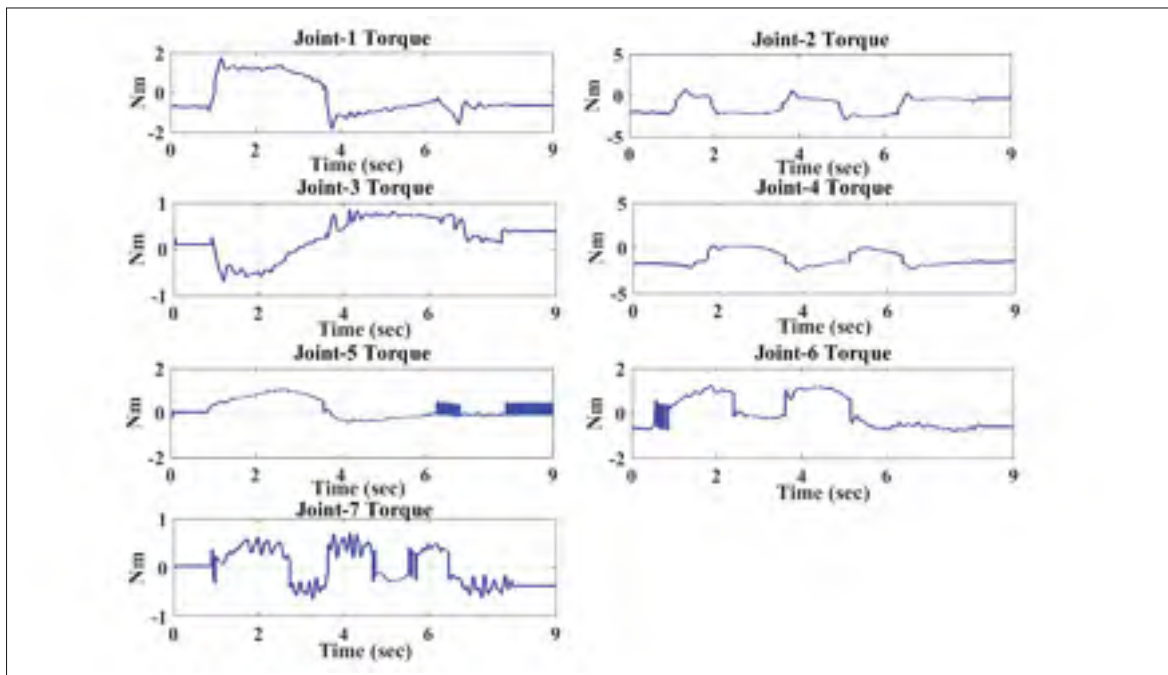 Joint-1 Torque
2
0
-2
Nm
0 2 4 6 9
Time (sec)
Joint-2 Torque
5
0
-5
Nm
0 2 4 6 9
Time (sec)
Joint-3 Torque
1
0
-1
Nm
0 2 4 6 9
Time (sec)
Joint-4 Torque
5
0
-5
Nm
0 2 4 6 9
Time (sec)
Joint-5 Torque
2
0
-2
Nm
0 2 4 6 9
Time (sec)
Joint-6 Torque
2
0
-2
Nm
0 2 4 6 9
Time (sec)
Joint-7 Torque
1
0
-1
Nm
0 2 4 6 9
Time (sec)